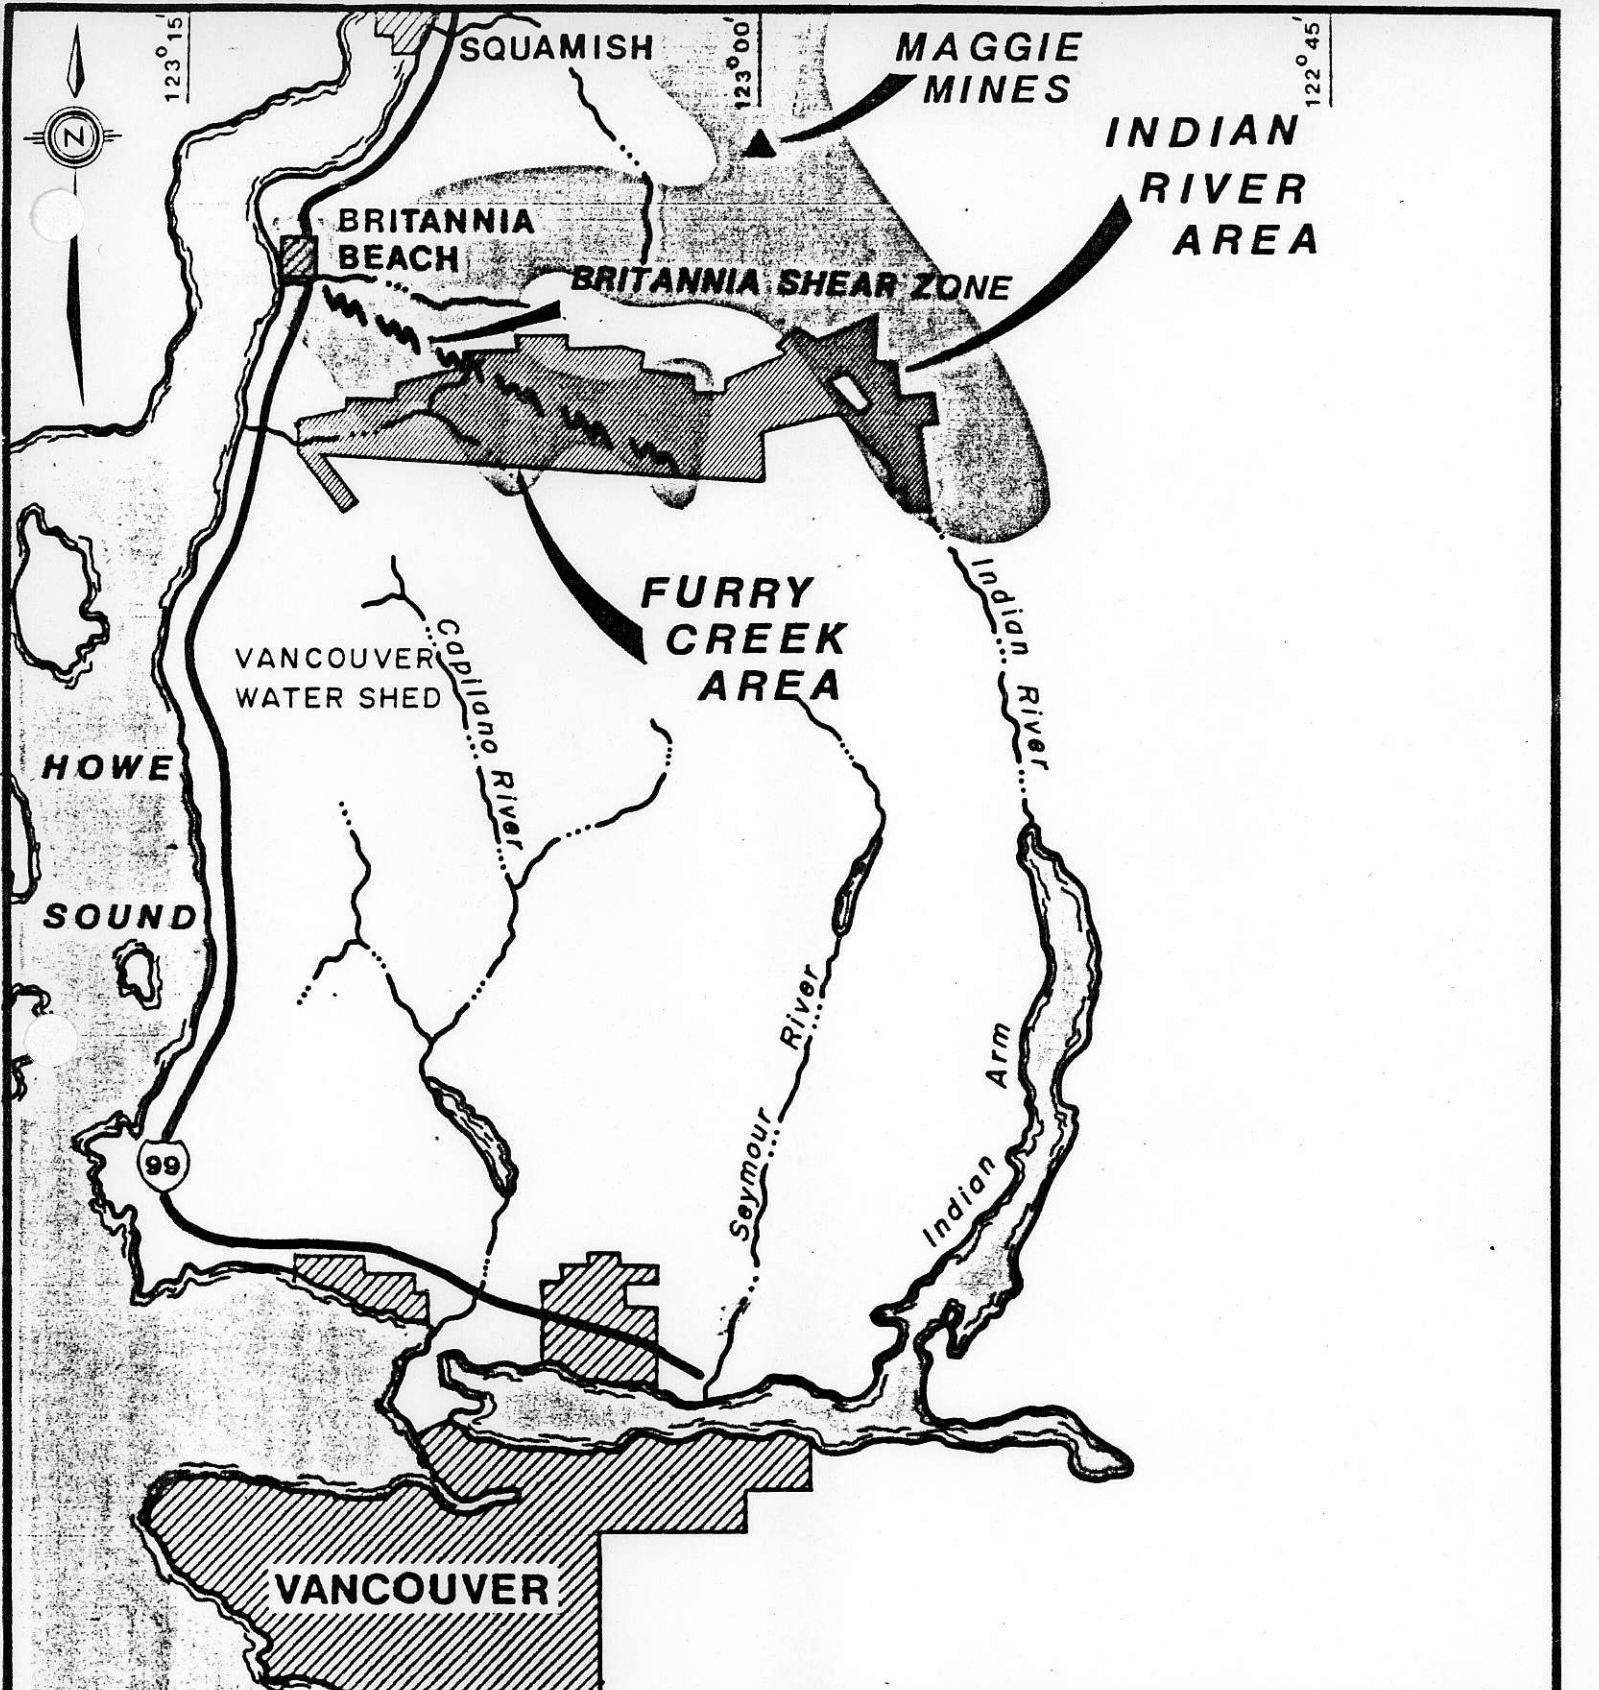 123°15'
SQUAMISH
123°00'
MAGGIE
MINES
122°45'
N
INDIAN
RIVER
AREA
BRITANNIA
BEACH
BRITANNIA SHEAR ZONE
FURRY
CREEK
AREA
Indian River
Capilano River
VANCOUVER
WATER SHED
HOWE
SOUND
Seymour River
Indian Arm
99
VANCOUVER